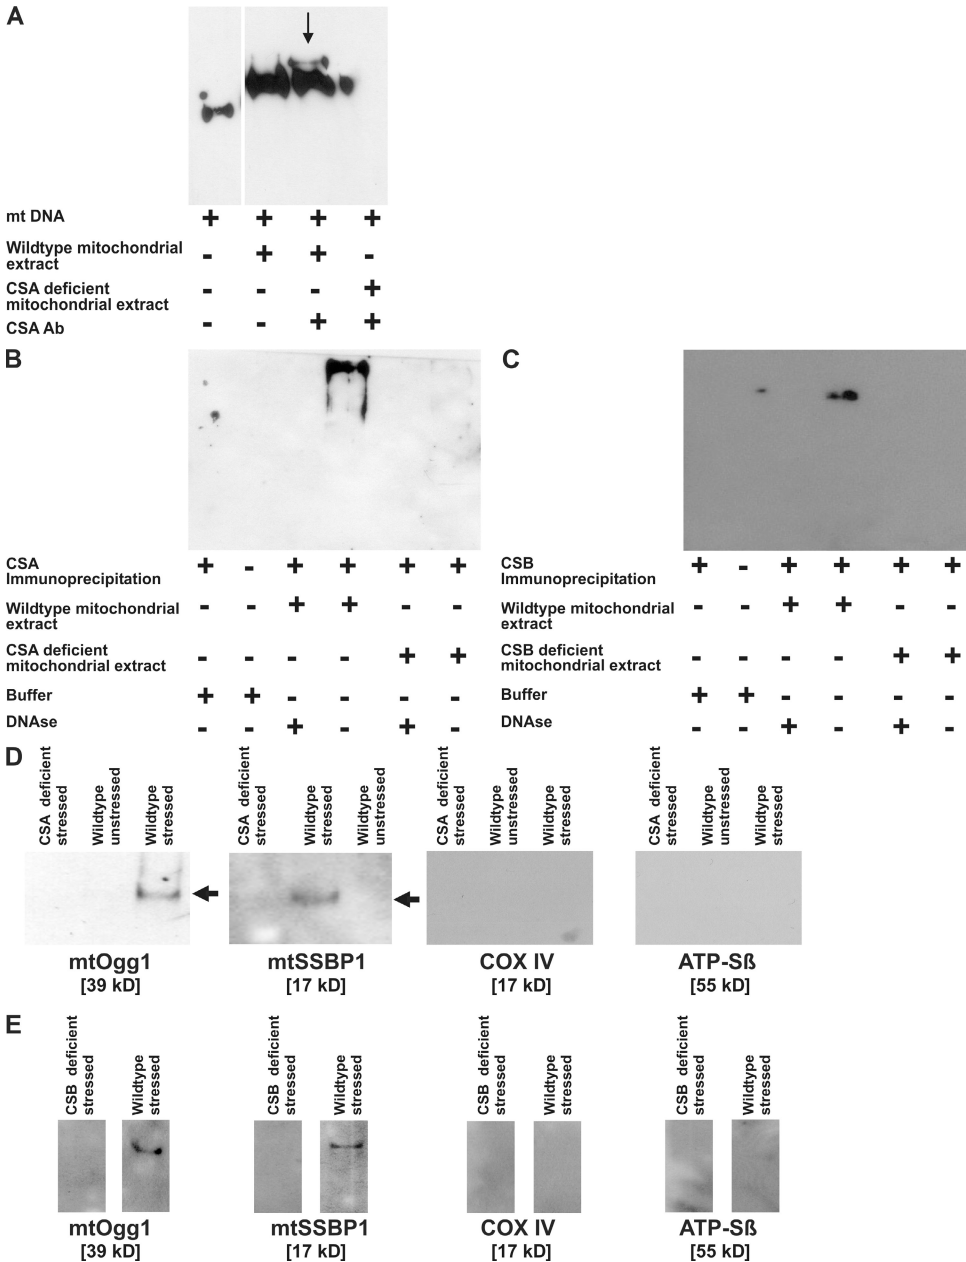 A
mt DNA + + + +
Wildtype mitochondrial
extract - + + -
CSA deficient
mitochondrial extract - - - +
CSA Ab - - + +
B
CSA
Immunoprecipitation + - + + + +
Wildtype mitochondrial
extract - - + + - -
CSA deficient
mitochondrial extract - - - - + +
Buffer + + - - - -
DNAse - - + - + -
C
CSB
Immunoprecipitation + - + + + +
Wildtype mitochondrial
extract - - + + - -
CSB deficient
mitochondrial extract - - - - + +
Buffer + + - - - -
DNAse - - + - + -
D
CSA deficient
stressed
Wildtype
unstressed
Wildtype
stressed
mtOgg1
[39 kD]
CSA deficient
stressed
Wildtype
stressed
Wildtype
unstressed
mtSSBP1
[17 kD]
CSA deficient
stressed
Wildtype
unstressed
Wildtype
stressed
COX IV
[17 kD]
CSA deficient
stressed
Wildtype
unstressed
Wildtype
stressed
ATP-Sß
[55 kD]
E
CSB deficient
stressed
Wildtype
stressed
mtOgg1
[39 kD]
CSB deficient
stressed
Wildtype
stressed
mtSSBP1
[17 kD]
CSB deficient
stressed
Wildtype
stressed
COX IV
[17 kD]
CSB deficient
stressed
Wildtype
stressed
ATP-Sß
[55 kD]